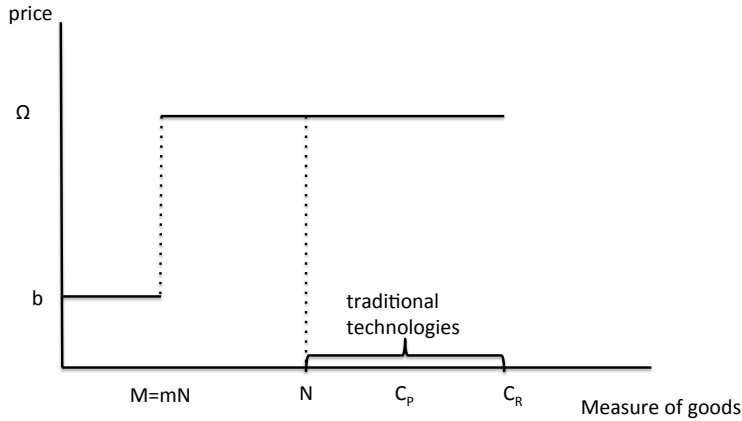 price
Ω
b
traditional
technologies
M=mN
N
C_P
C_R
Measure of goods